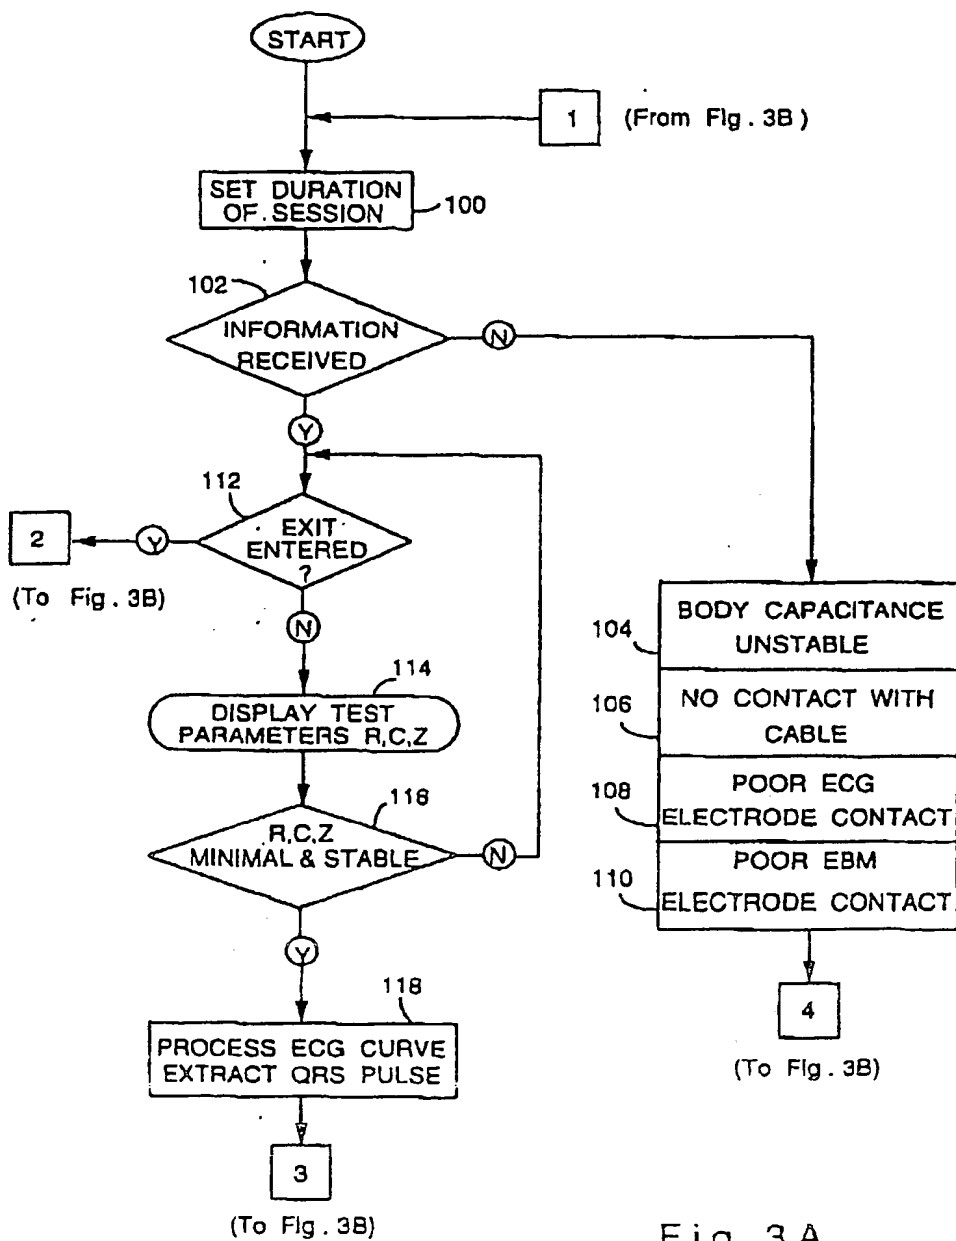 START
1 (From Fig. 3B)
SET DURATION
OF SESSION
100
102
INFORMATION
RECEIVED
N
Y
112
EXIT
ENTERED
?
Y
2
(To Fig. 3B)
N
114
DISPLAY TEST
PARAMETERS R,C,Z
116
R,C,Z
MINIMAL & STABLE
N
Y
118
PROCESS ECG CURVE
EXTRACT QRS PULSE
3
(To Fig. 3B)
104
BODY CAPACITANCE
UNSTABLE
106
NO CONTACT WITH
CABLE
108
POOR ECG
ELECTRODE CONTACT
110
POOR EBM
ELECTRODE CONTACT
4
(To Fig. 3B)
Fig. 3A